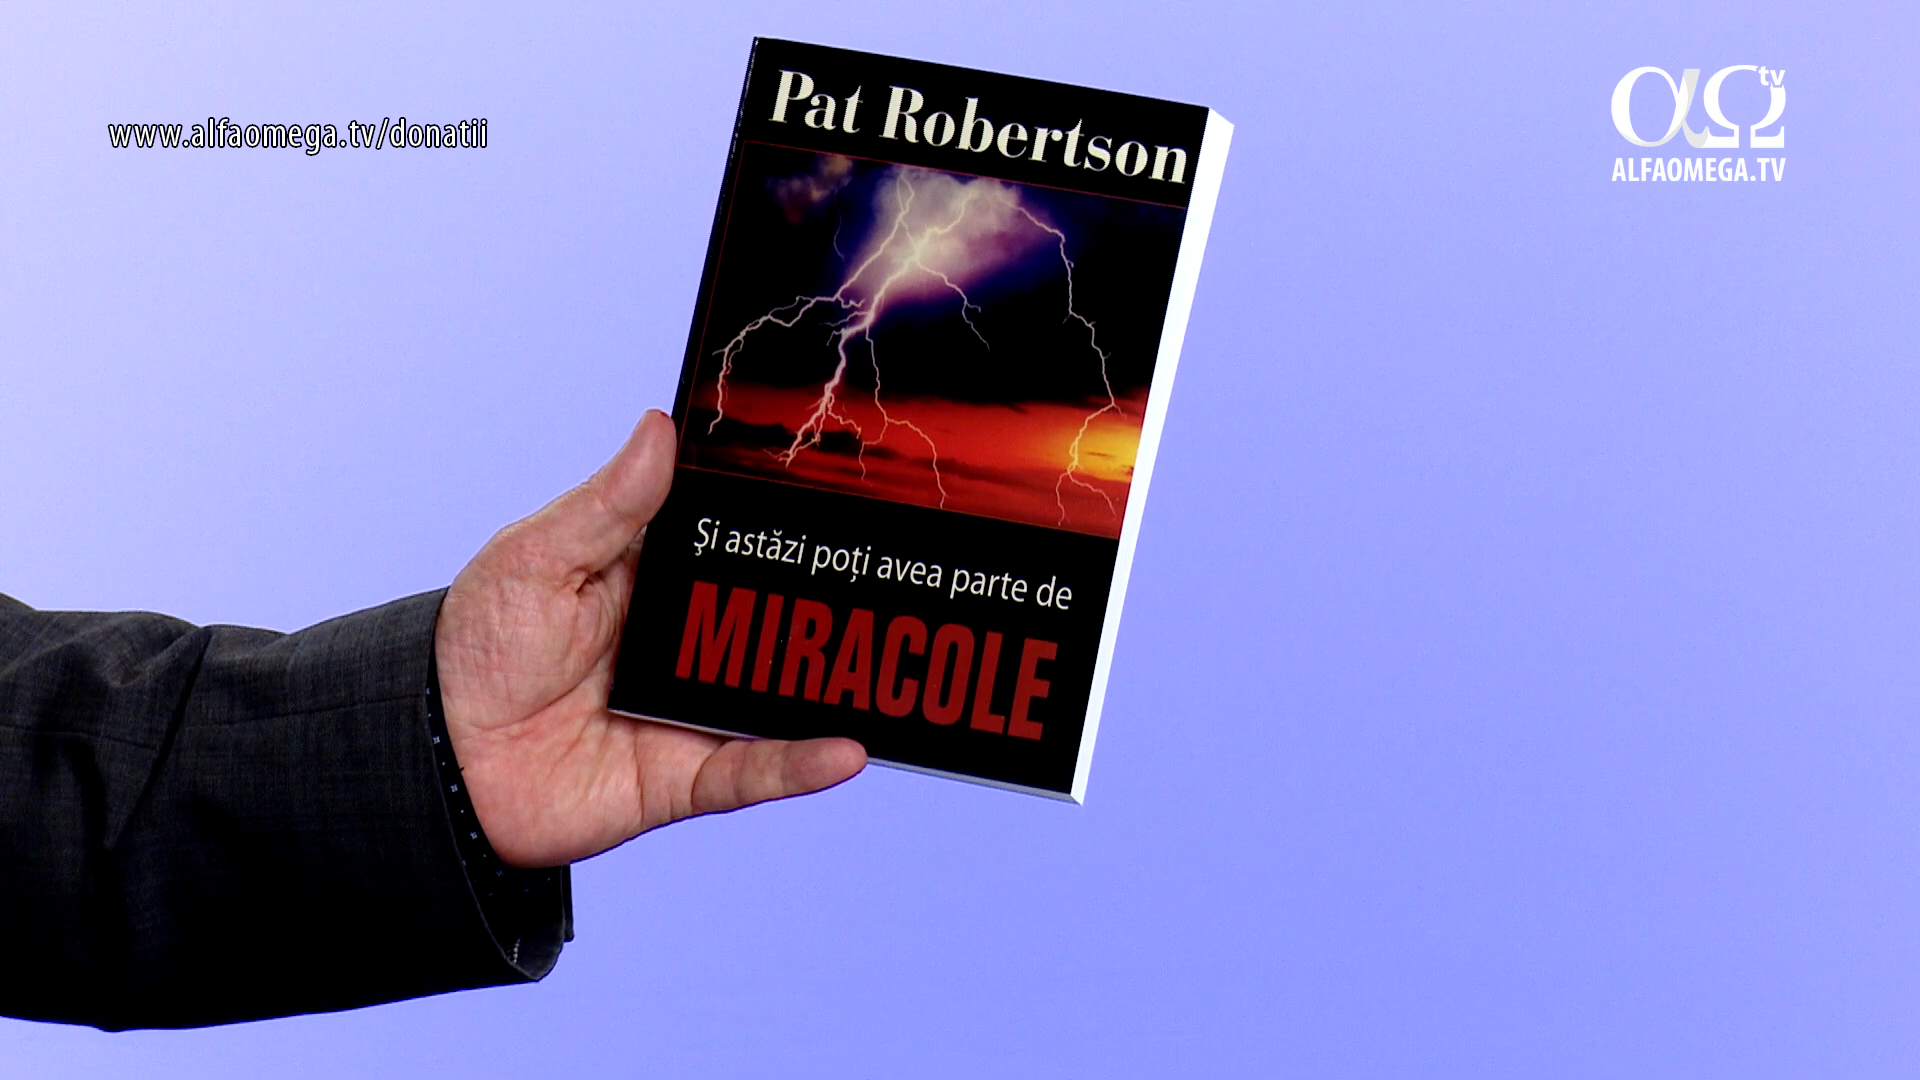 www.alfaomega.tv/donatii
Pat Robertson
Şi astăzi poţi avea parte de
MIRACOLE
αΩ tv
ALFAOMEGA.TV